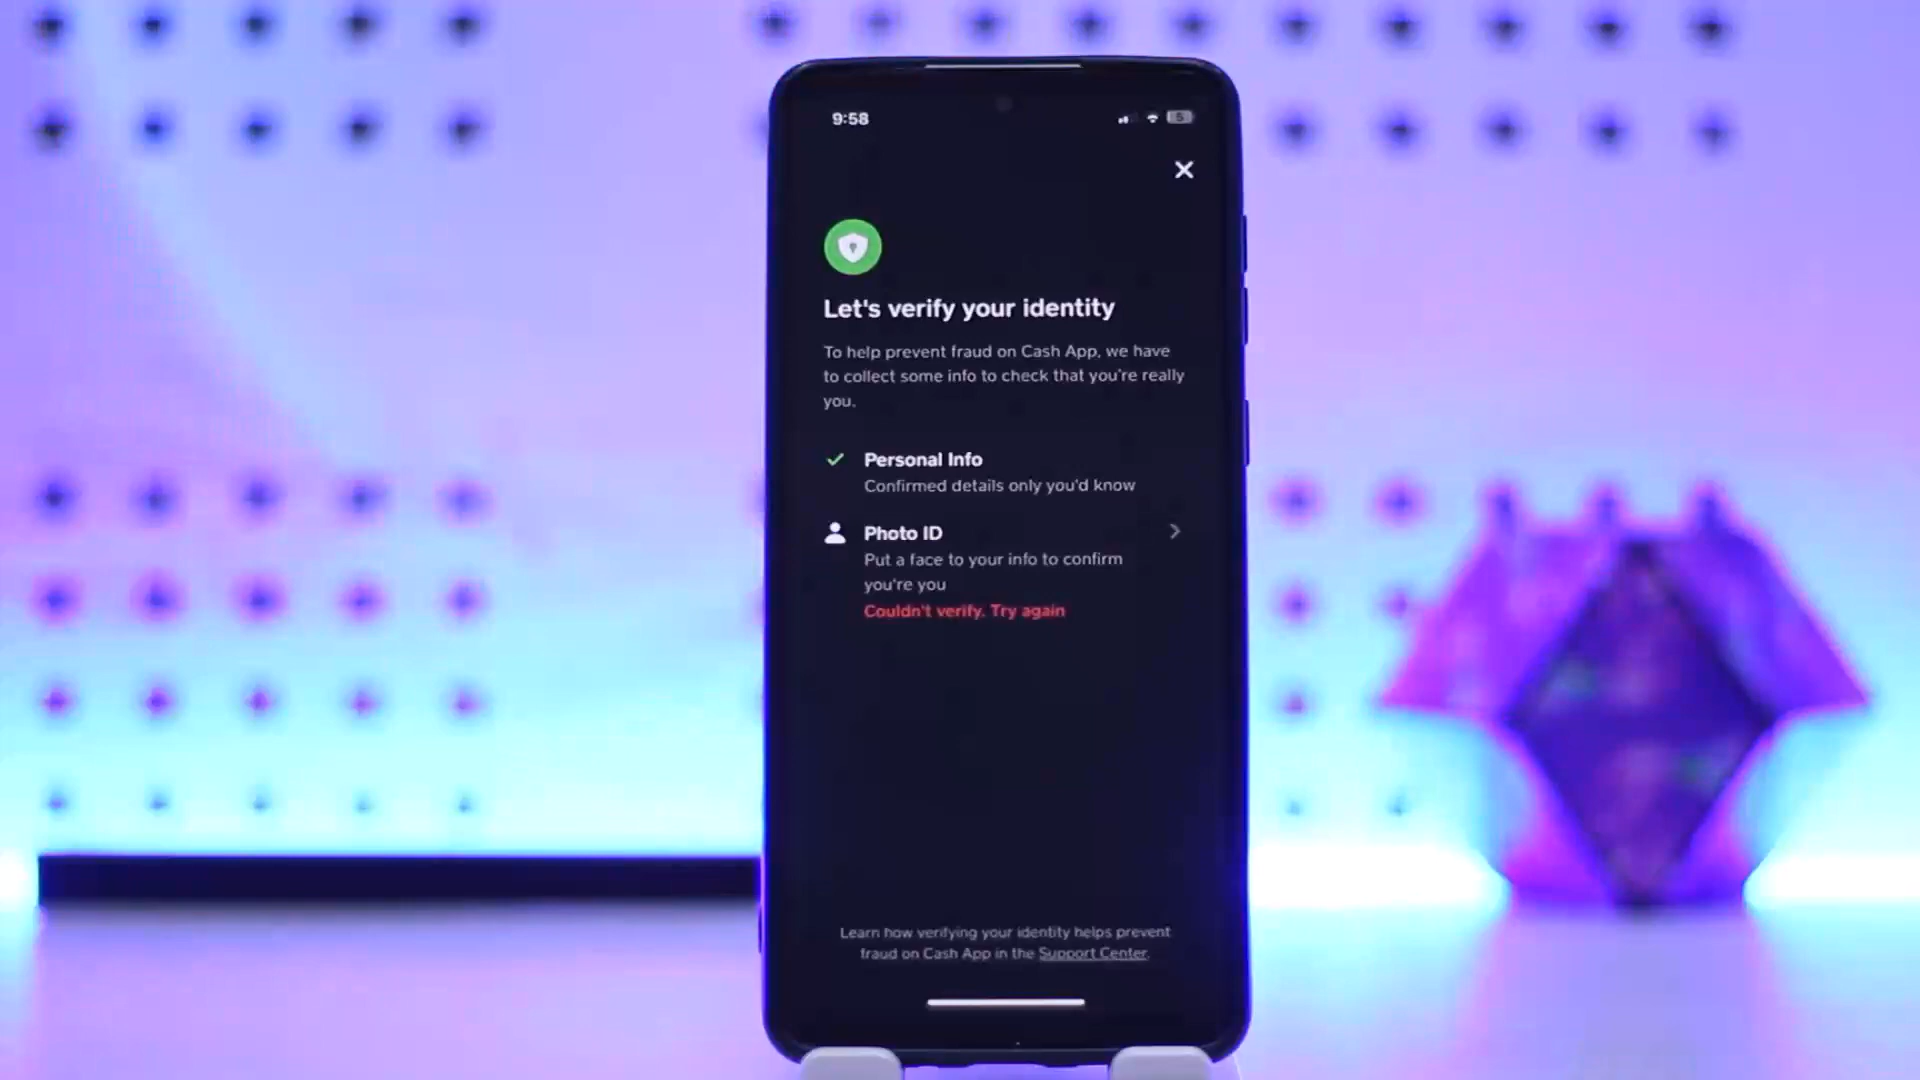 9:58
5
Let's verify your identity
To help prevent fraud on Cash App, we have
to collect some info to check that you're really
you.
Personal Info
Confirmed details only you'd know
Photo ID
Put a face to your info to confirm
you're you
Couldn't verify. Try again
Learn how verifying your identity helps prevent
fraud on Cash App in the Support Center.